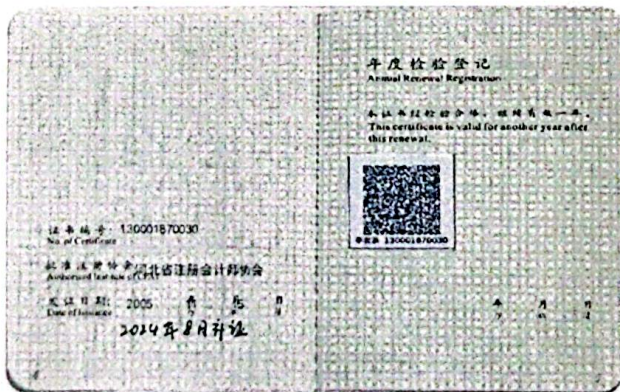 证书编号: 130001870030
No. of Certificate
批准注册协会: 河北省注册会计师协会
Authorized Institute of CPAs
发证日期: 2005 年 月 日
Date of Issuance /y /m /d
2024年8月补证
年度检验登记
Annual Renewal Registration
本证书经检验合格,继续有效一年。
This certificate is valid for another year after
this renewal.
130001870030
年 月 日
/y /m /d